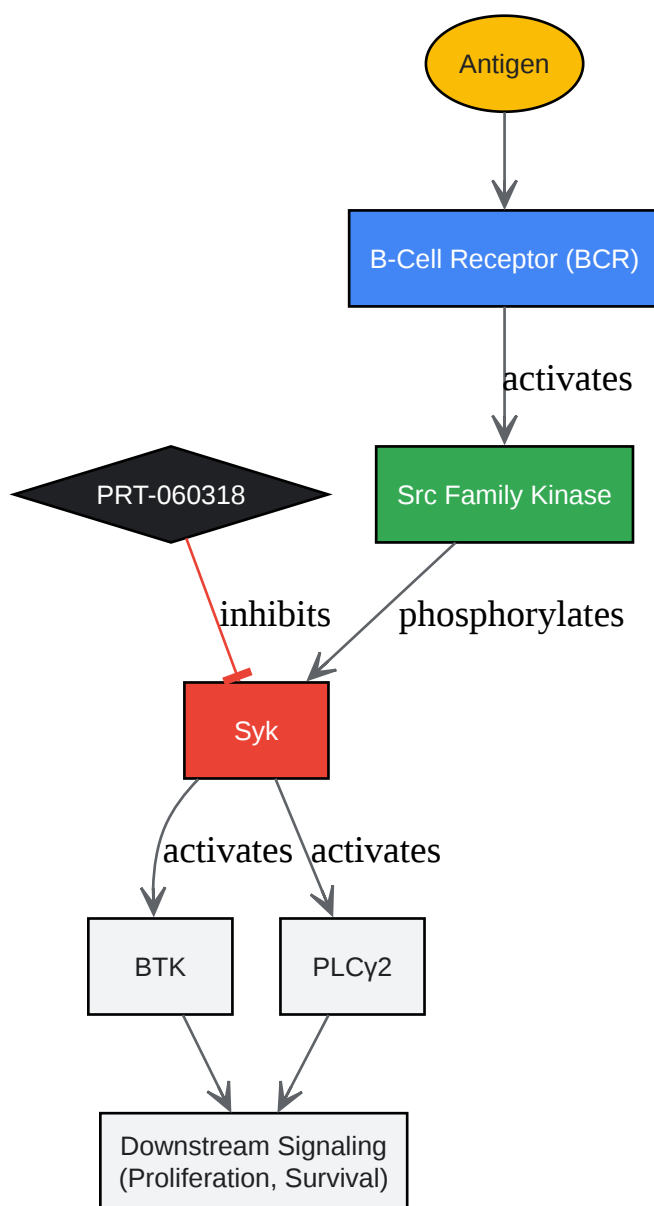 Antigen
B-Cell Receptor (BCR)
activates
PRT-060318
Src Family Kinase
inhibits
phosphorylates
Syk
activates
activates
BTK
PLCγ2
Downstream Signaling
(Proliferation, Survival)